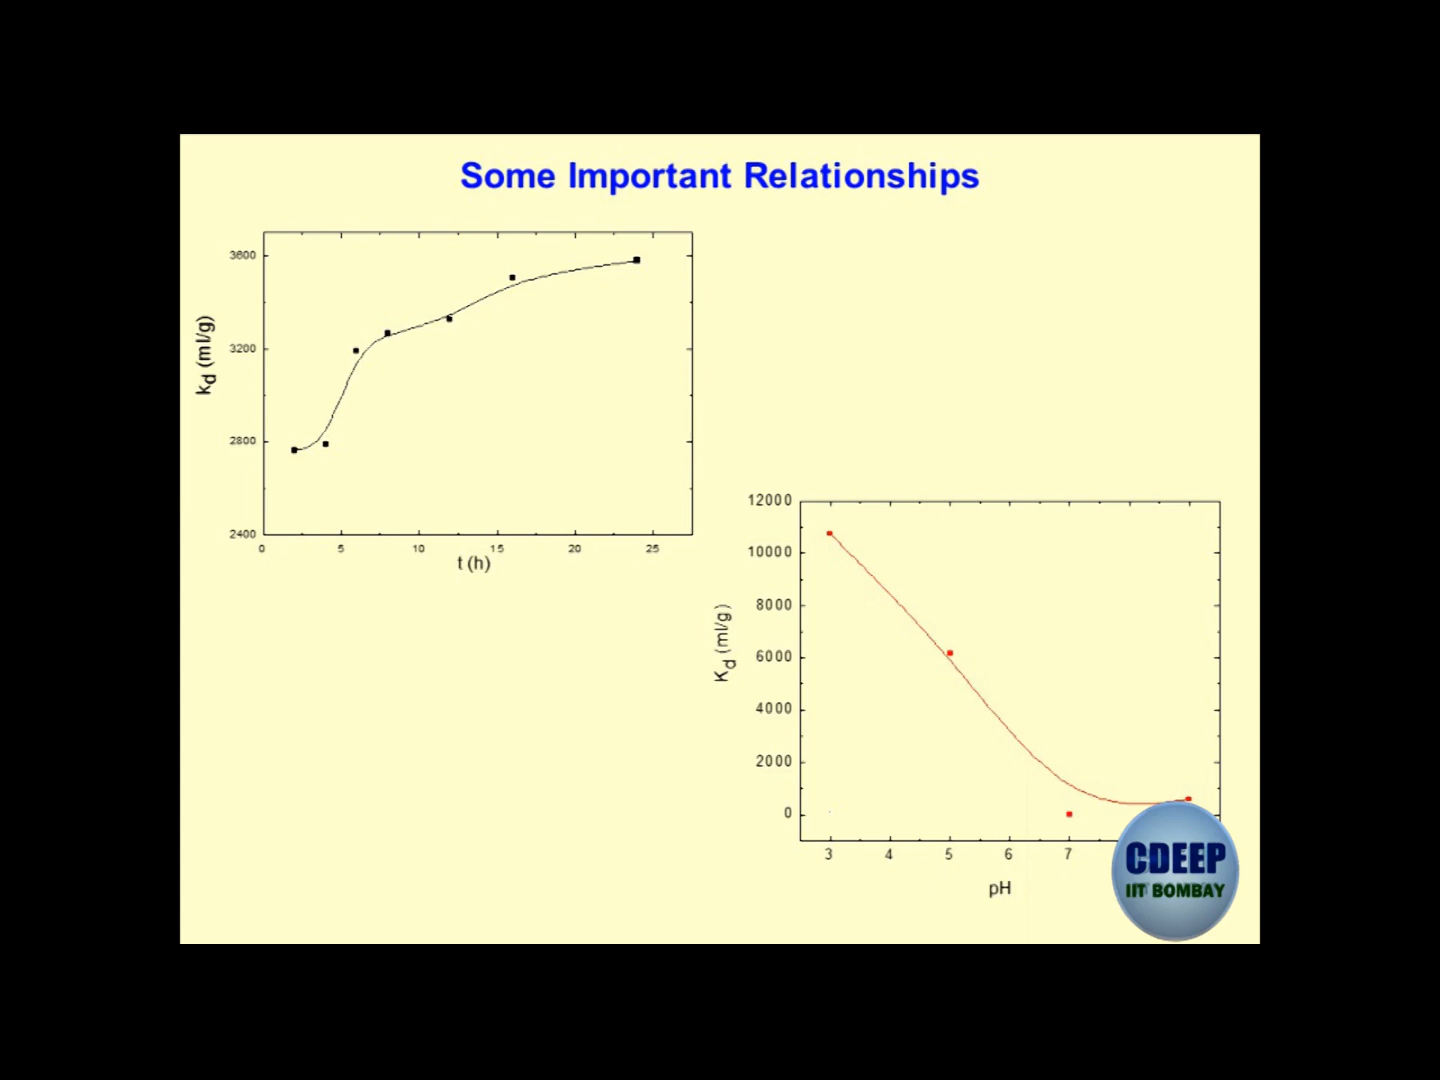 Some Important Relationships
3600
3200
2800
2400
kd (ml/g)
0 5 10 15 20 25
t (h)
12000
10000
8000
6000
4000
2000
0
Kd (ml/g)
3 4 5 6 7
pH
CDEEP
IIT BOMBAY